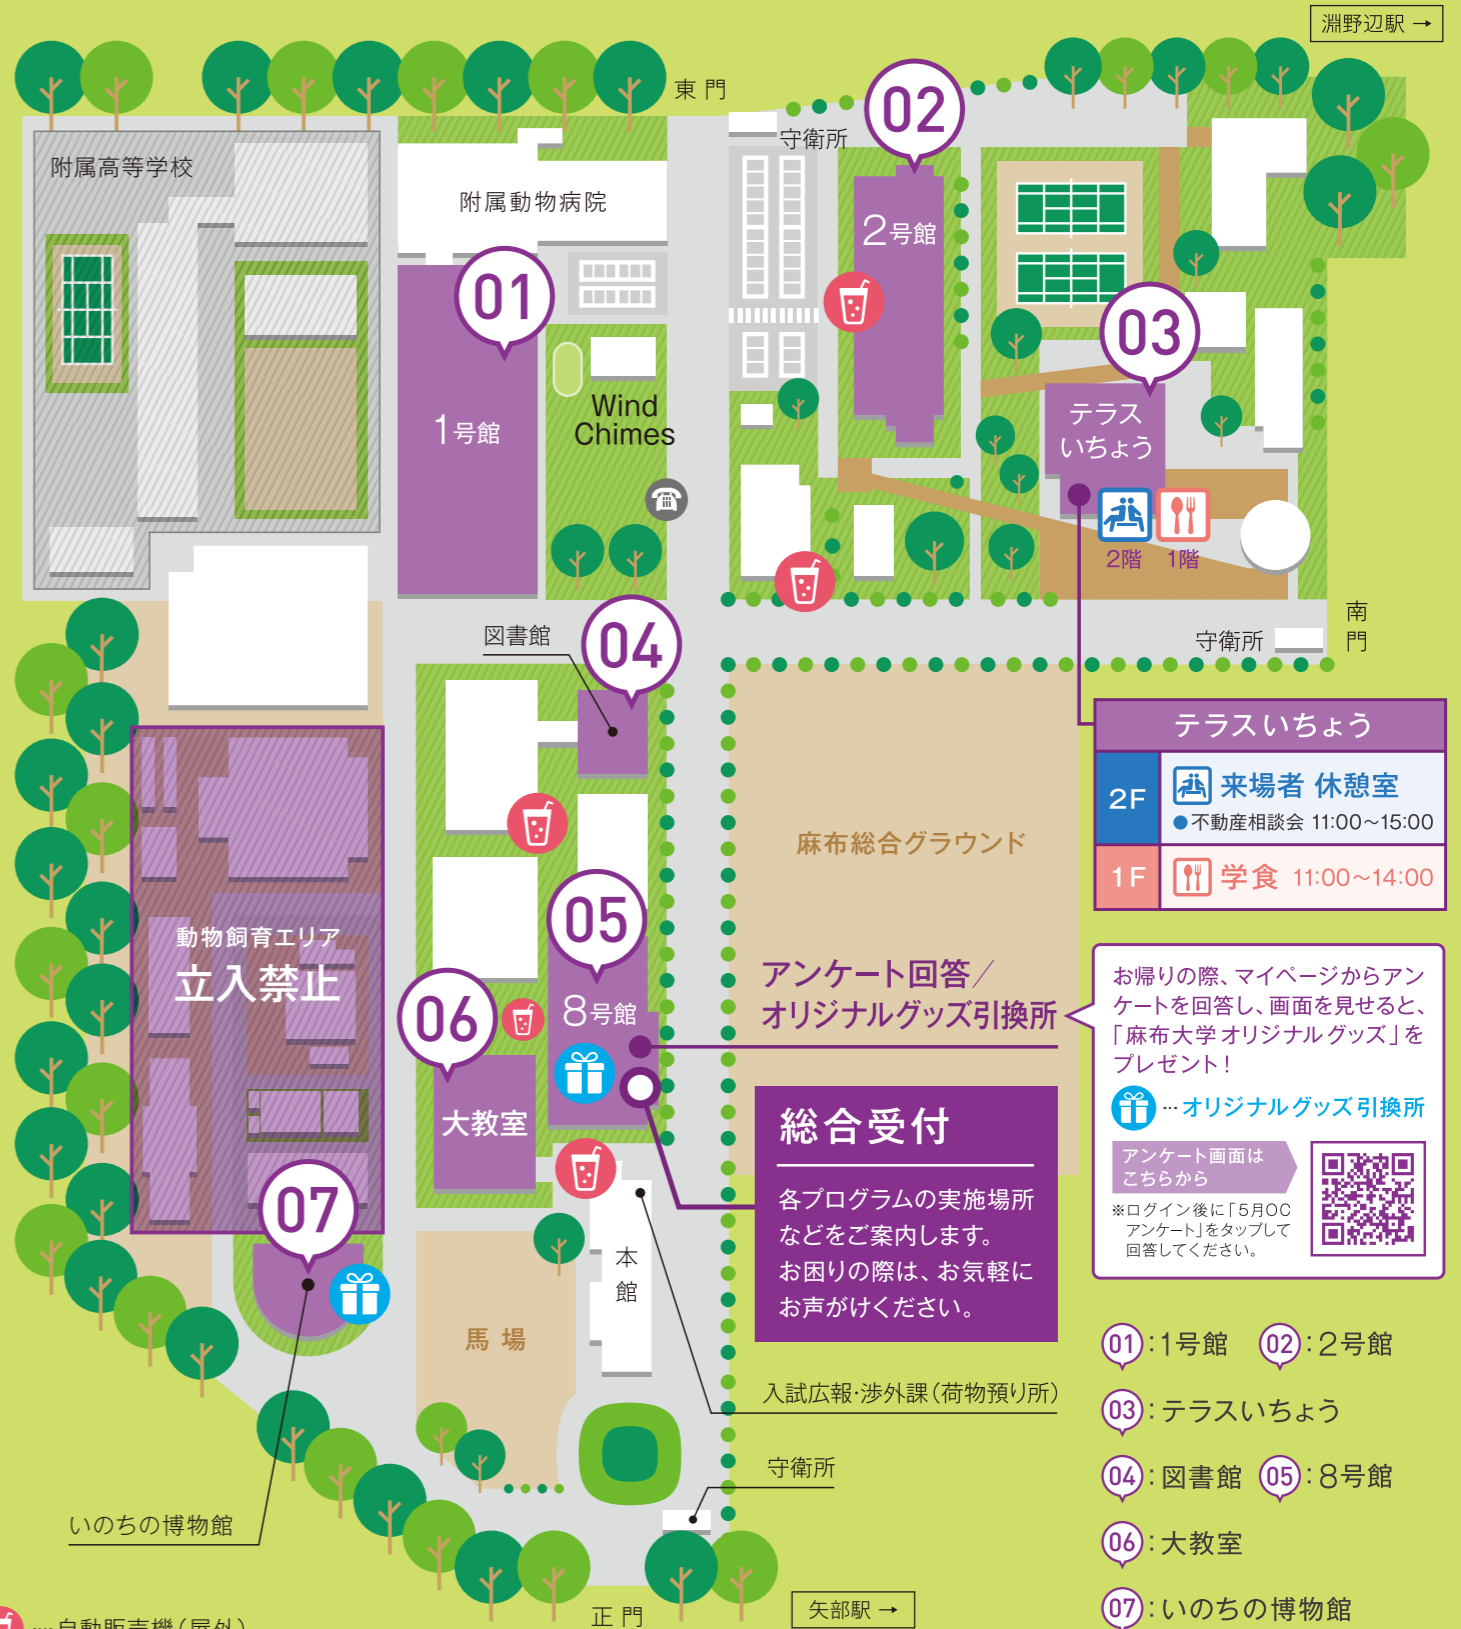 淵野辺駅 →
東門
守衛所
02
附属高等学校
附属動物病院
2号館
01
03
1号館
Wind
Chimes
テラス
いちょう
2階
1階
図書館
04
守衛所
南門
テラスいちょう
2F
来場者 休憩室
●不動産相談会 11:00～15:00
1F
学食 11:00～14:00
麻布総合グラウンド
動物飼育エリア
立入禁止
05
8号館
06
大教室
アンケート回答／
オリジナルグッズ引換所
お帰りの際、マイページからアン
ケートを回答し、画面を見せると、
「麻布大学オリジナルグッズ」を
プレゼント！
…オリジナルグッズ引換所
アンケート画面は
こちらから
※ログイン後に「5月OC
アンケート」をタップして
回答してください。
総合受付
各プログラムの実施場所
などをご案内します。
お困りの際は、お気軽に
お声がけください。
07
本館
馬場
入試広報・渉外課（荷物預り所）
守衛所
いのちの博物館
正門
矢部駅 →
01：1号館 02：2号館
03：テラスいちょう
04：図書館 05：8号館
06：大教室
07：いのちの博物館
…自動販売機（屋外）